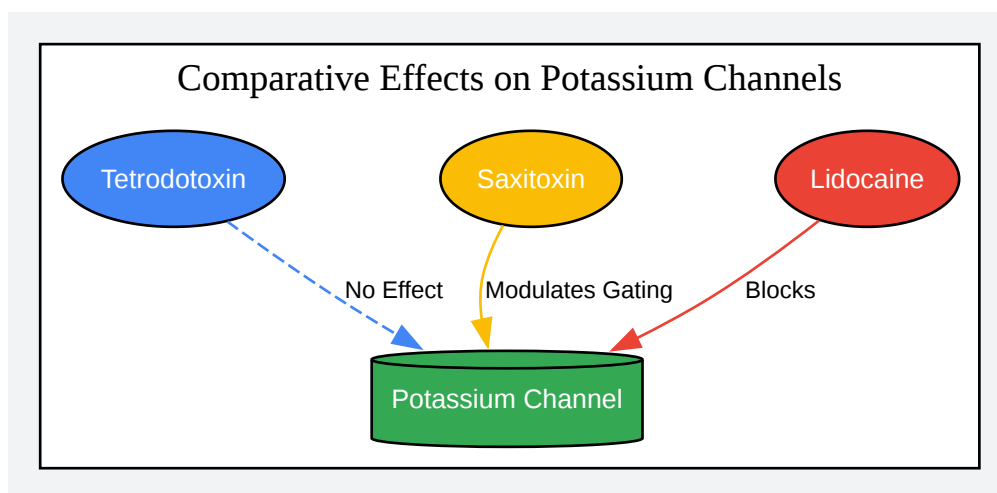 Comparative Effects on Potassium Channels
Tetrodotoxin
Saxitoxin
Lidocaine
No Effect
Modulates Gating
Blocks
Potassium Channel